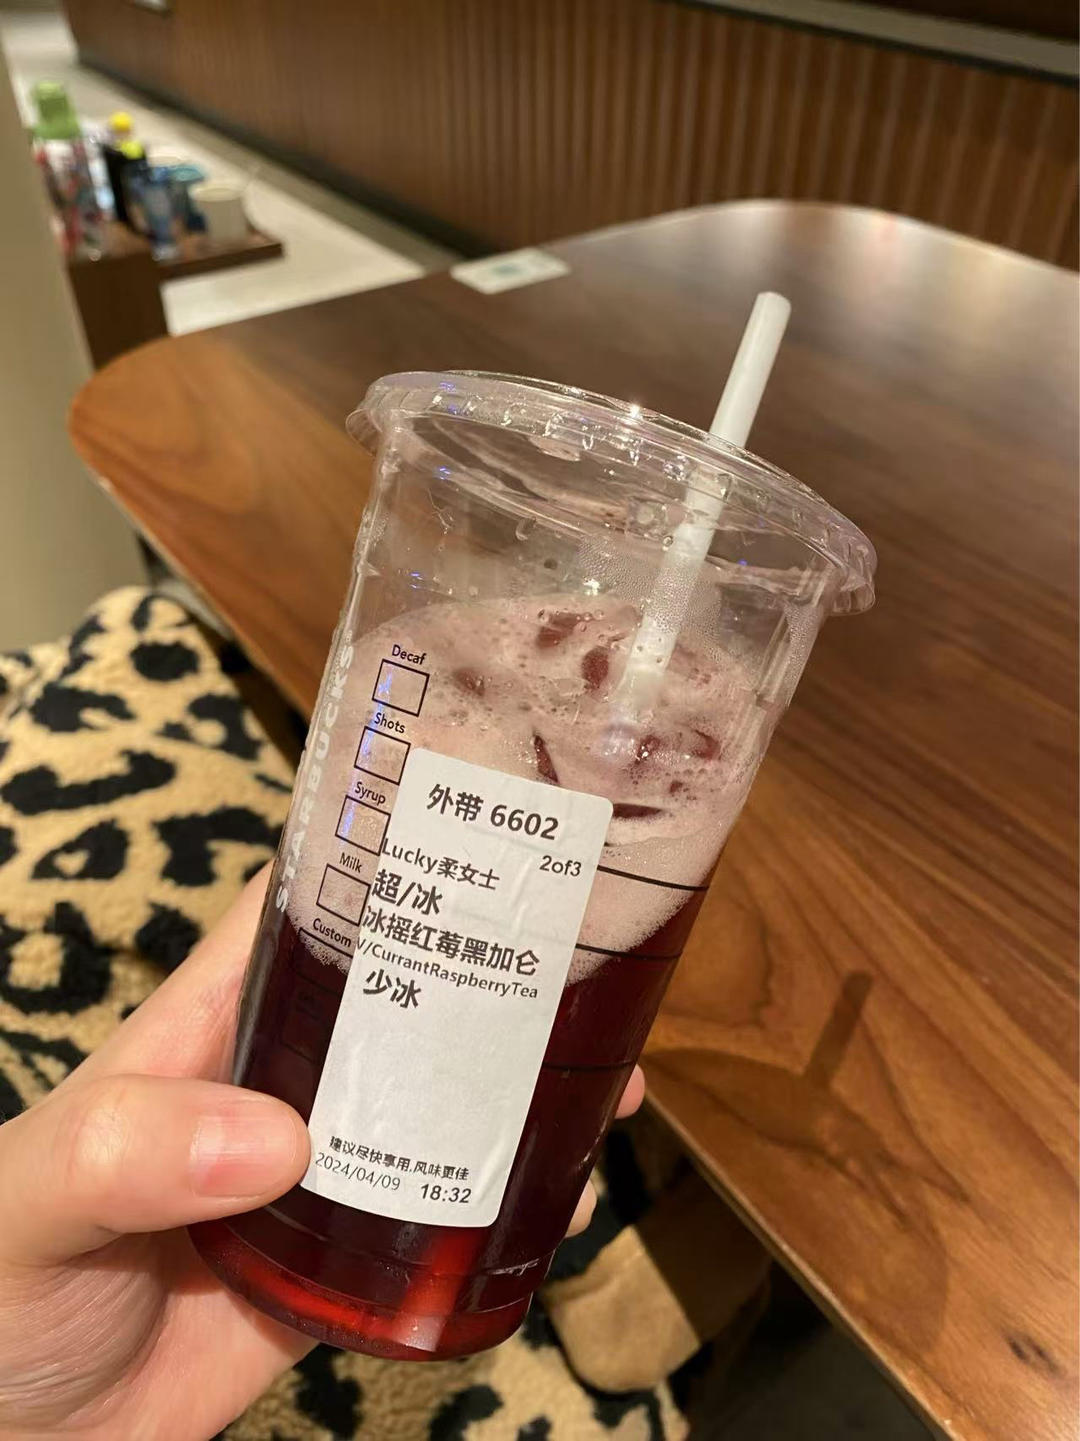 STARBUCKS
Decaf
Shots
Syrup
Milk
Custom
外带 6602
2of3
Lucky柔女士
超/冰
冰摇红莓黑加仑
/CurrantRaspberryTea
少冰
建议尽快享用,风味更佳
2024/04/09 18:32